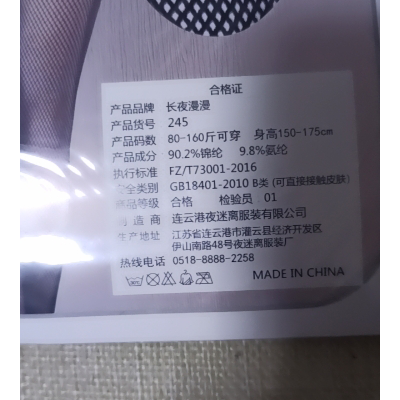 合格证
产品品牌 长夜漫漫
产品货号 245
产品码数 80-160斤可穿 身高150-175cm
产品成分 90.2%锦纶 9.8%氨纶
执行标准 FZ/T73001-2016
安全类别 GB18401-2010 B类 (可直接接触皮肤)
品等级 合格 检验员 01
制造商 连云港夜迷离服装有限公司
生产地址 江苏省连云港市灌云县经济开发区
伊山南路48号夜迷离服装厂
热线电话 0518-8888-2258
MADE IN CHINA